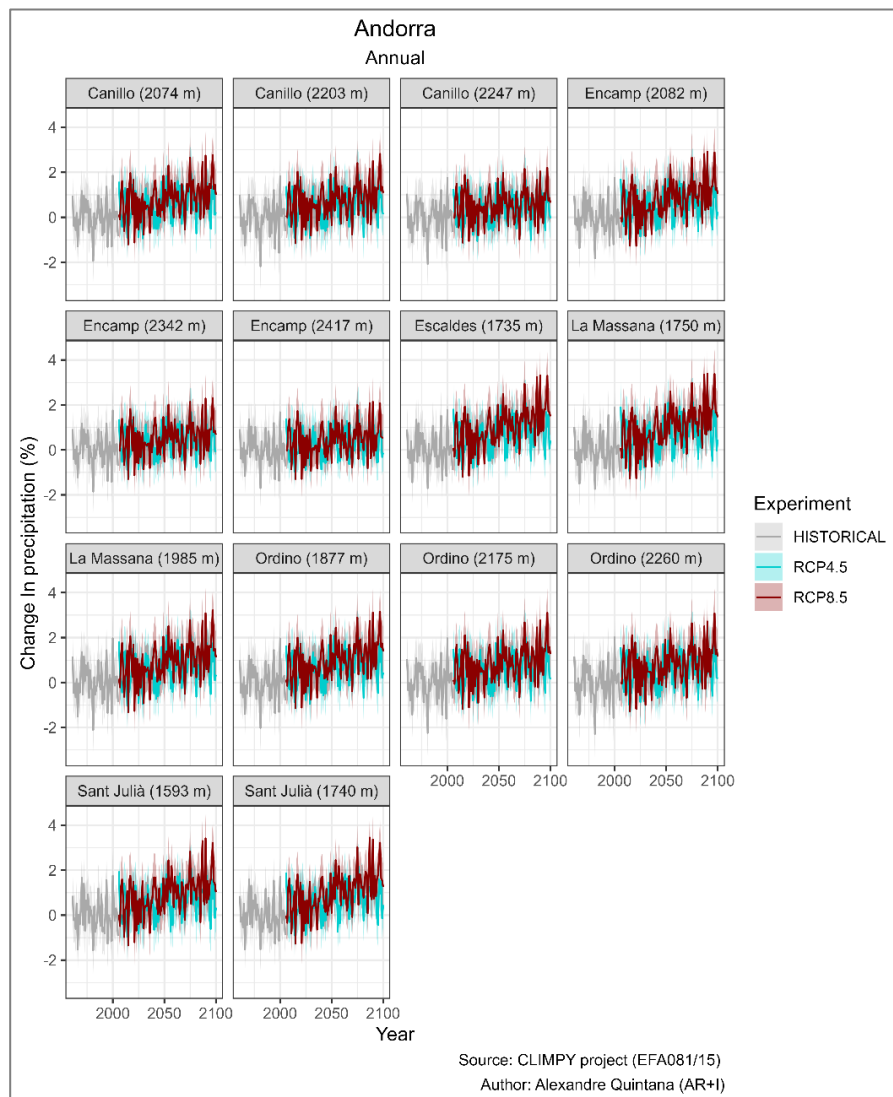 Andorra
Annual
Canillo (2074 m)
Canillo (2203 m)
Canillo (2247 m)
Encamp (2082 m)
4
2
0
-2
Encamp (2342 m)
Encamp (2417 m)
Escaldes (1735 m)
La Massana (1750 m)
4
2
0
-2
La Massana (1985 m)
Ordino (1877 m)
Ordino (2175 m)
Ordino (2260 m)
4
2
0
-2
2000 2050 2100
2000 2050 2100
Sant Julià (1593 m)
Sant Julià (1740 m)
4
2
0
-2
2000 2050 2100
2000 2050 2100
Change In precipitation (%)
Year
Experiment
HISTORICAL
RCP4.5
RCP8.5
Source: CLIMPY project (EFA081/15)
Author: Alexandre Quintana (AR+I)